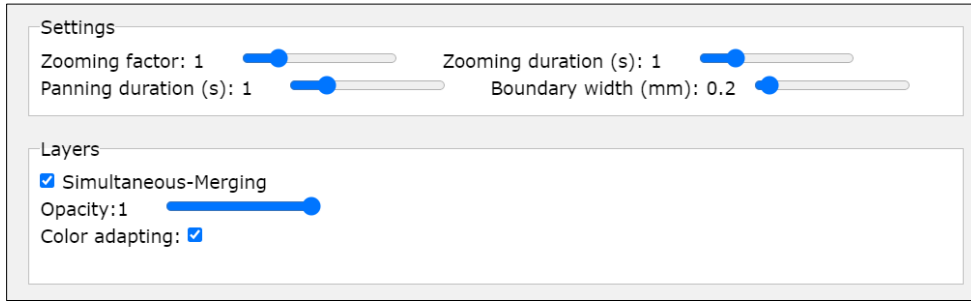 Settings
Zooming factor: 1 Zooming duration (s): 1
Panning duration (s): 1 Boundary width (mm): 0.2
Layers
Simultaneous-Merging
Opacity:1
Color adapting: